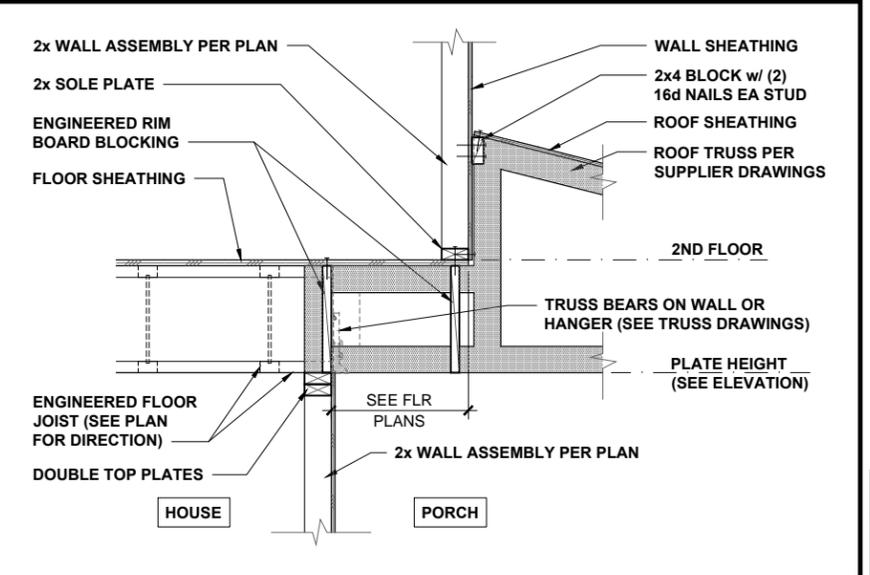 2x WALL ASSEMBLY PER PLAN
2x SOLE PLATE
ENGINEERED RIM
BOARD BLOCKING
FLOOR SHEATHING
WALL SHEATHING
2x4 BLOCK w/ (2)
16d NAILS EA STUD
ROOF SHEATHING
ROOF TRUSS PER
SUPPLIER DRAWINGS
2ND FLOOR
TRUSS BEARS ON WALL OR
HANGER (SEE TRUSS DRAWINGS)
PLATE HEIGHT
(SEE ELEVATION)
ENGINEERED FLOOR
JOIST (SEE PLAN
FOR DIRECTION)
DOUBLE TOP PLATES
SEE FLR
PLANS
2x WALL ASSEMBLY PER PLAN
HOUSE
PORCH